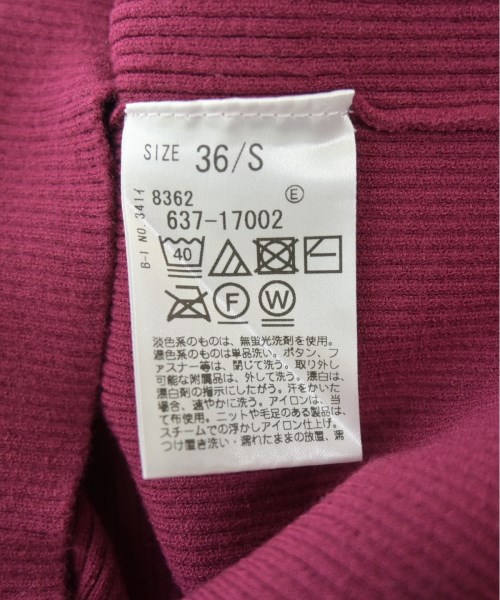 SIZE 36/S
8362 E
637-17002
B-I NO.341イ
40
F W
淡色系のものは、無蛍光洗剤を使用。
濃色系のものは単品洗い。ボタン、フ
ァスナー等は、閉じて洗う。取り外し
可能な附属品は、外して洗う。漂白は、
漂白剤の指示にしたがう。汗をかいた
場合、速やかに洗う。アイロンは、当
て布使用。ニットや毛足のある製品は、
スチームでの浮かしアイロン仕上げ。
つけ置き洗い・濡れたままの放置、濡